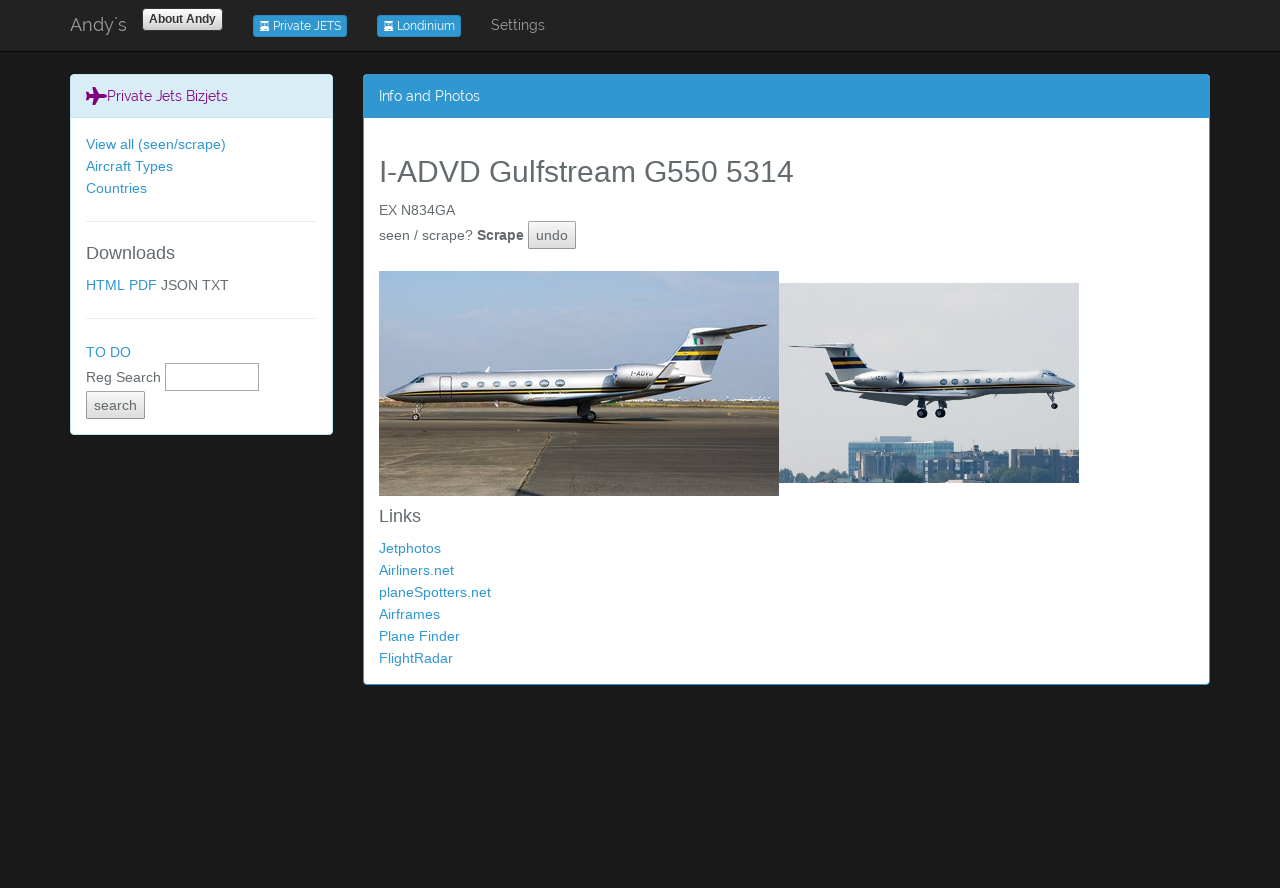 Andy`s About Andy Private JETS Londinium Settings
Private Jets Bizjets
View all (seen/scrape)
Aircraft Types
Countries
Downloads
HTML PDF JSON TXT
TO DO
Reg Search
search
Info and Photos
I-ADVD Gulfstream G550 5314
EX N834GA
seen / scrape? Scrape undo
Links
Jetphotos
Airliners.net
planeSpotters.net
Airframes
Plane Finder
FlightRadar